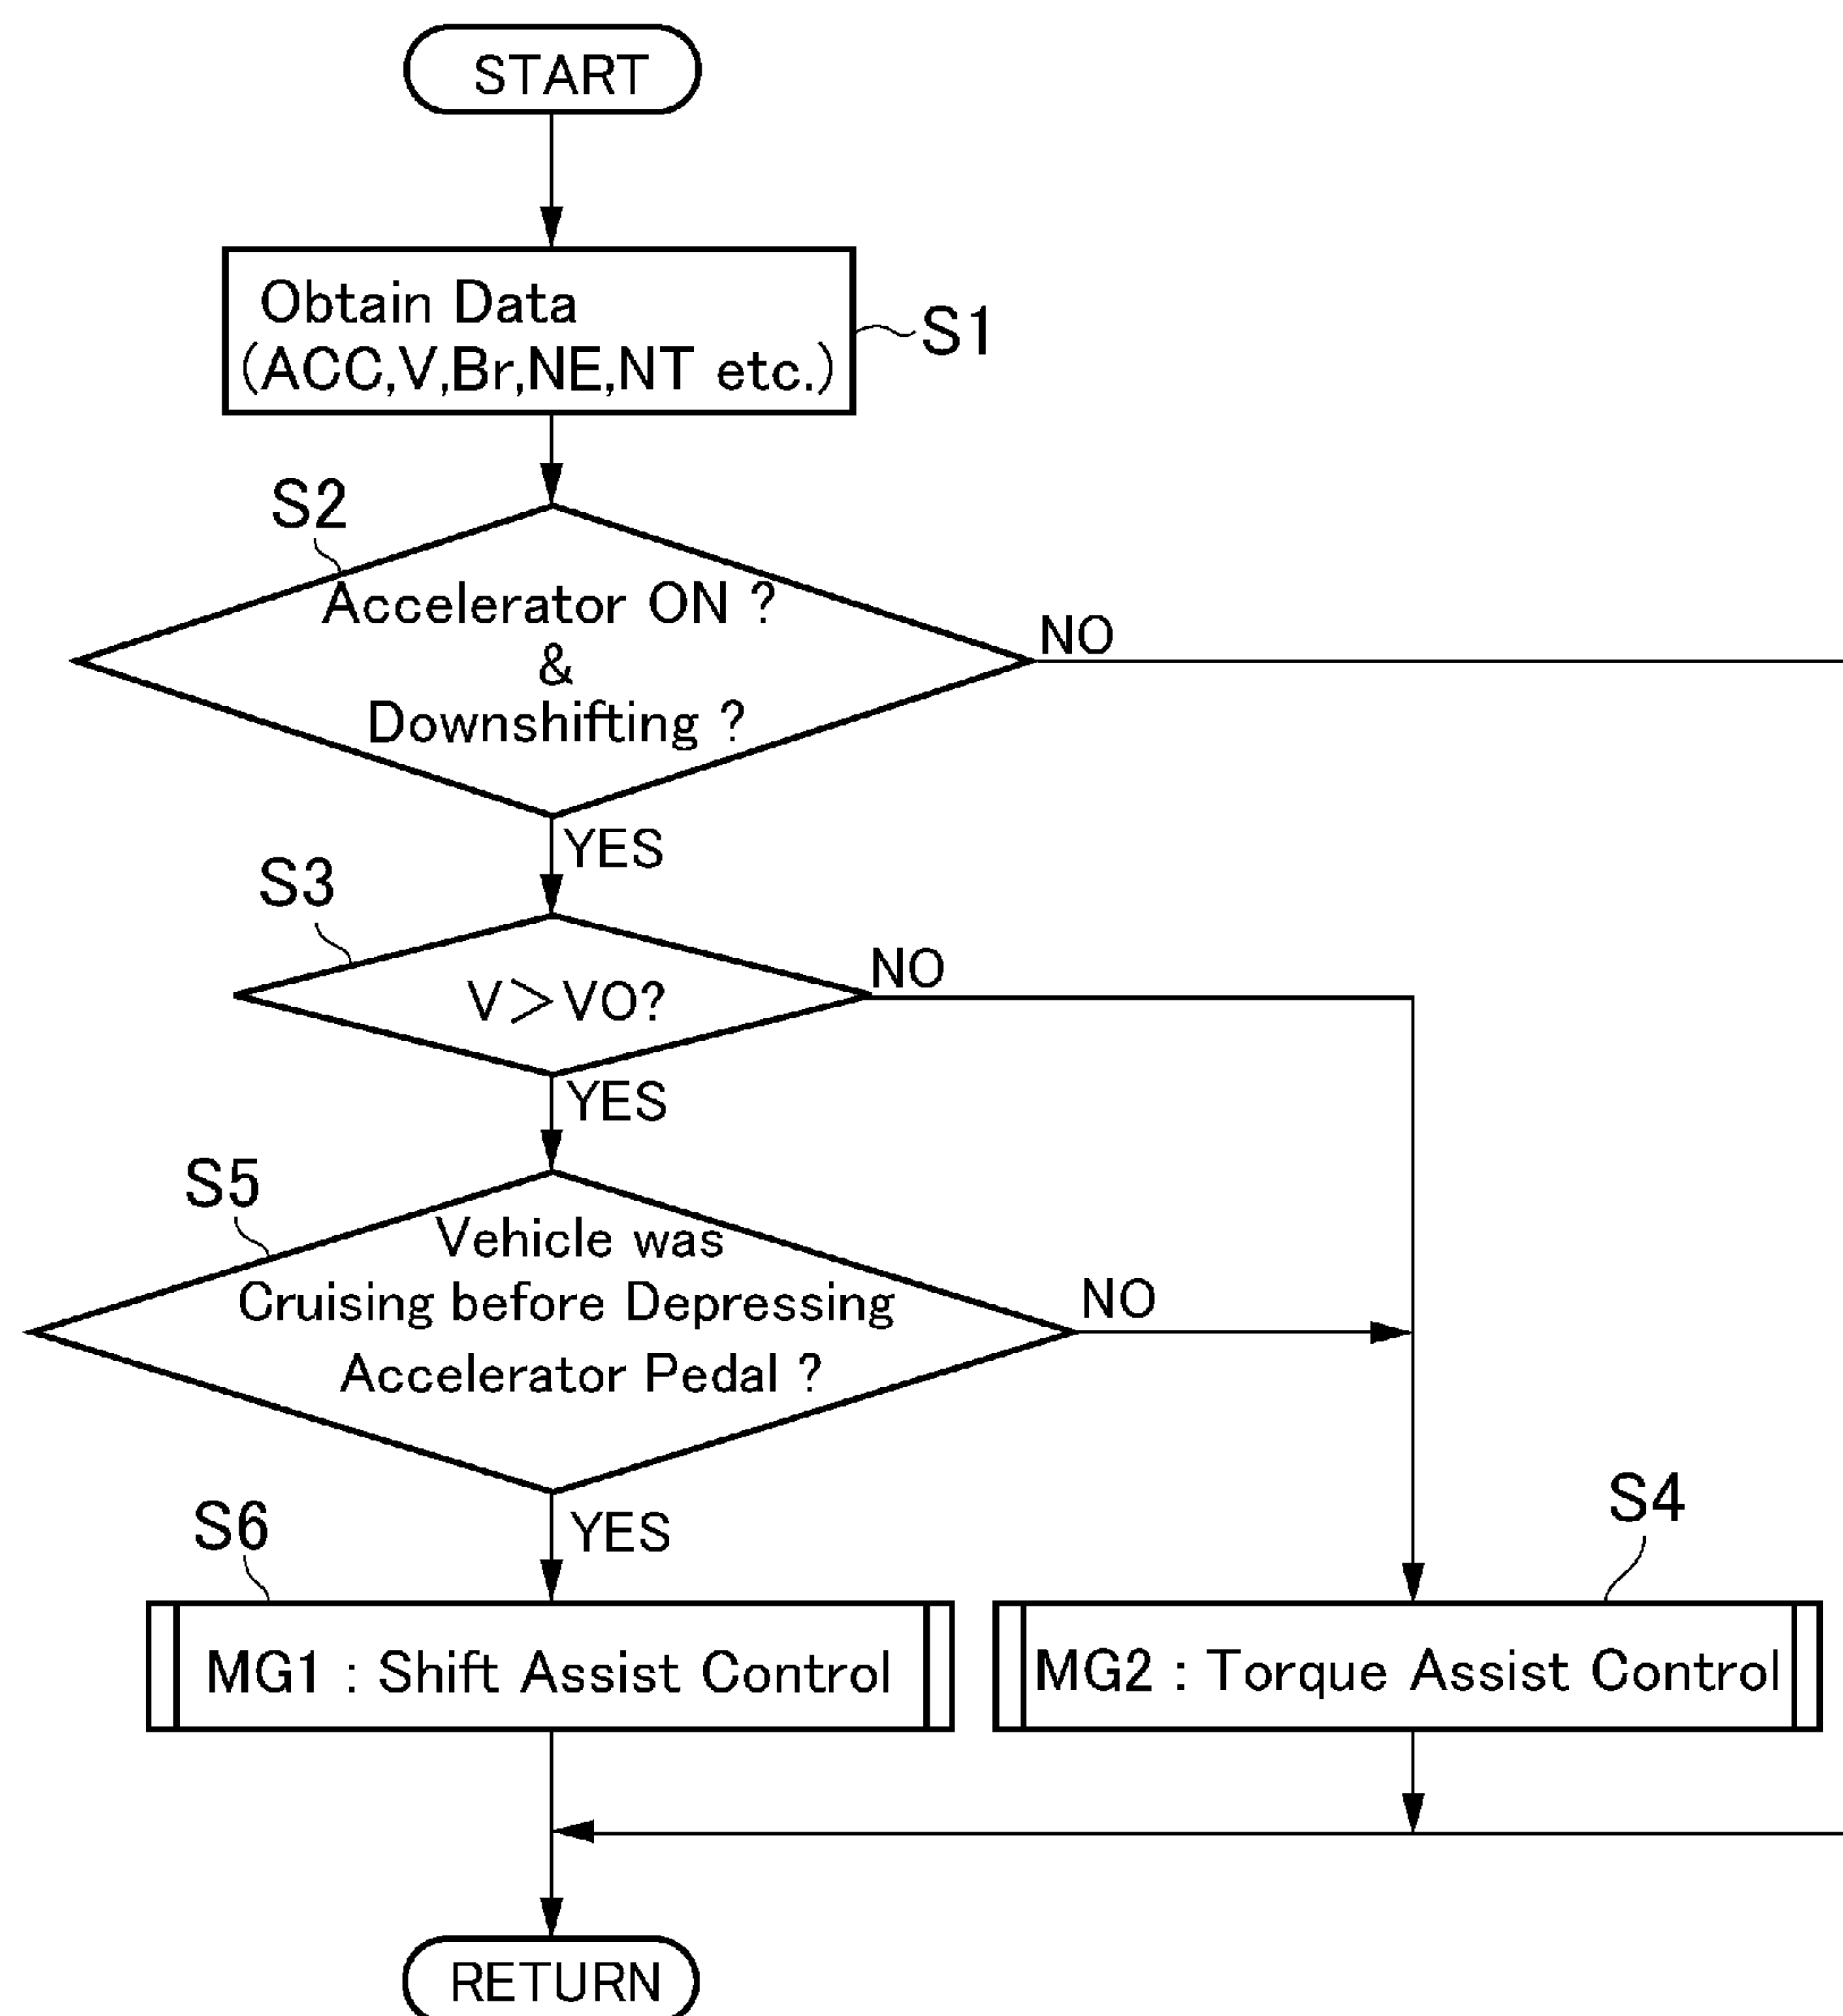 START
Obtain Data
(ACC,V,Br,NE,NT etc.)
S1
S2
Accelerator ON ?
&
Downshifting ?
NO
YES
S3
V>VO?
NO
YES
S5
Vehicle was
Cruising before Depressing
Accelerator Pedal ?
NO
YES
S6
MG1 : Shift Assist Control
S4
MG2 : Torque Assist Control
RETURN